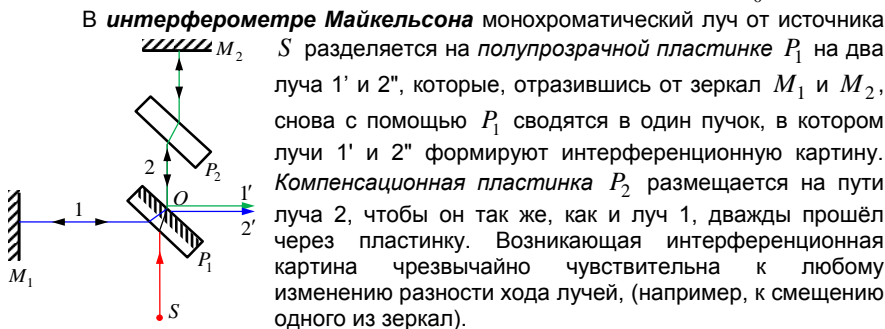 В интерферометре Майкельсона монохроматический луч от источника
S разделяется на полупрозрачной пластинке P₁ на два
луча 1' и 2", которые, отразившись от зеркал M₁ и M₂,
снова с помощью P₁ сводятся в один пучок, в котором
лучи 1' и 2" формируют интерференционную картину.
Компенсационная пластинка P₂ размещается на пути
луча 2, чтобы он так же, как и луч 1, дважды прошёл
через пластинку. Возникающая интерференционная
картина чрезвычайно чувствительна к любому
изменению разности хода лучей, (например, к смещению
одного из зеркал).
M₂
P₂
2
O
1′
1
2′
P₁
M₁
S